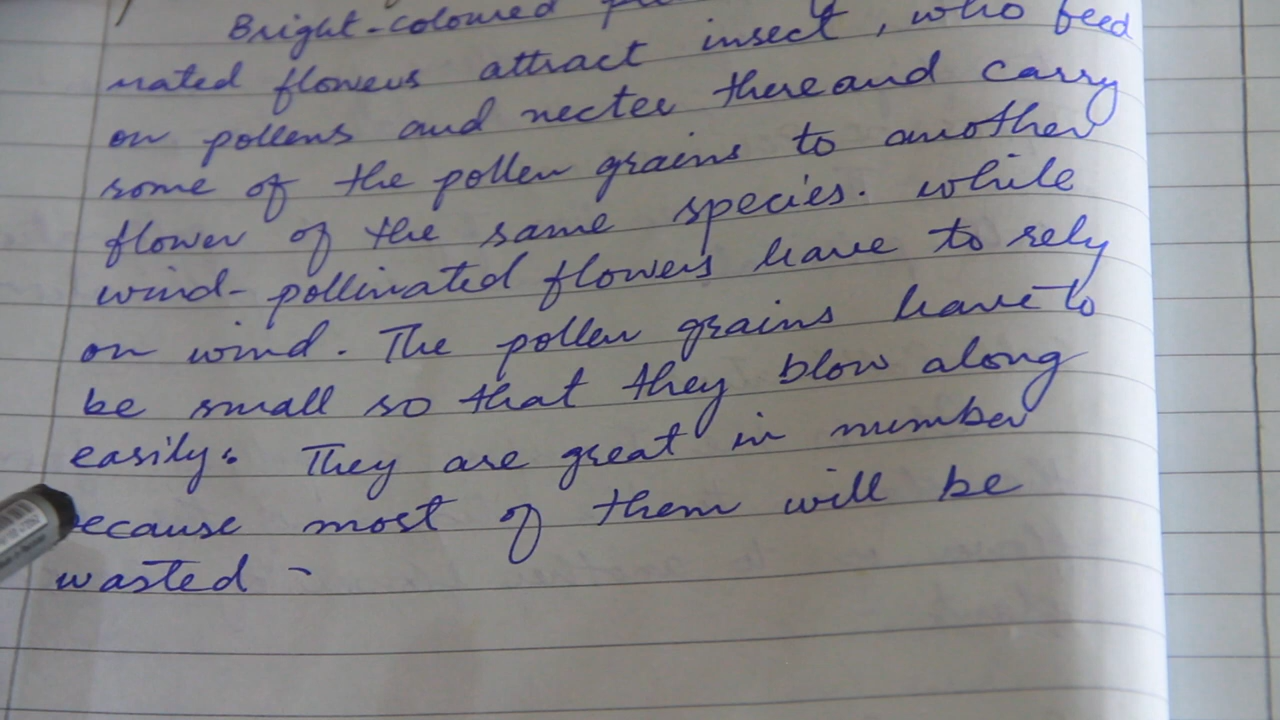 Bright-coloured
nated flowers attract insect, who feed
on pollens and necter there and carry
some of the pollen grains to another
flower of the same species. while
wind-pollinated flowers have to rely
on wind. The pollen grains have to
be small so that they blow along
easily. They are great in number
because most of them will be
wasted -